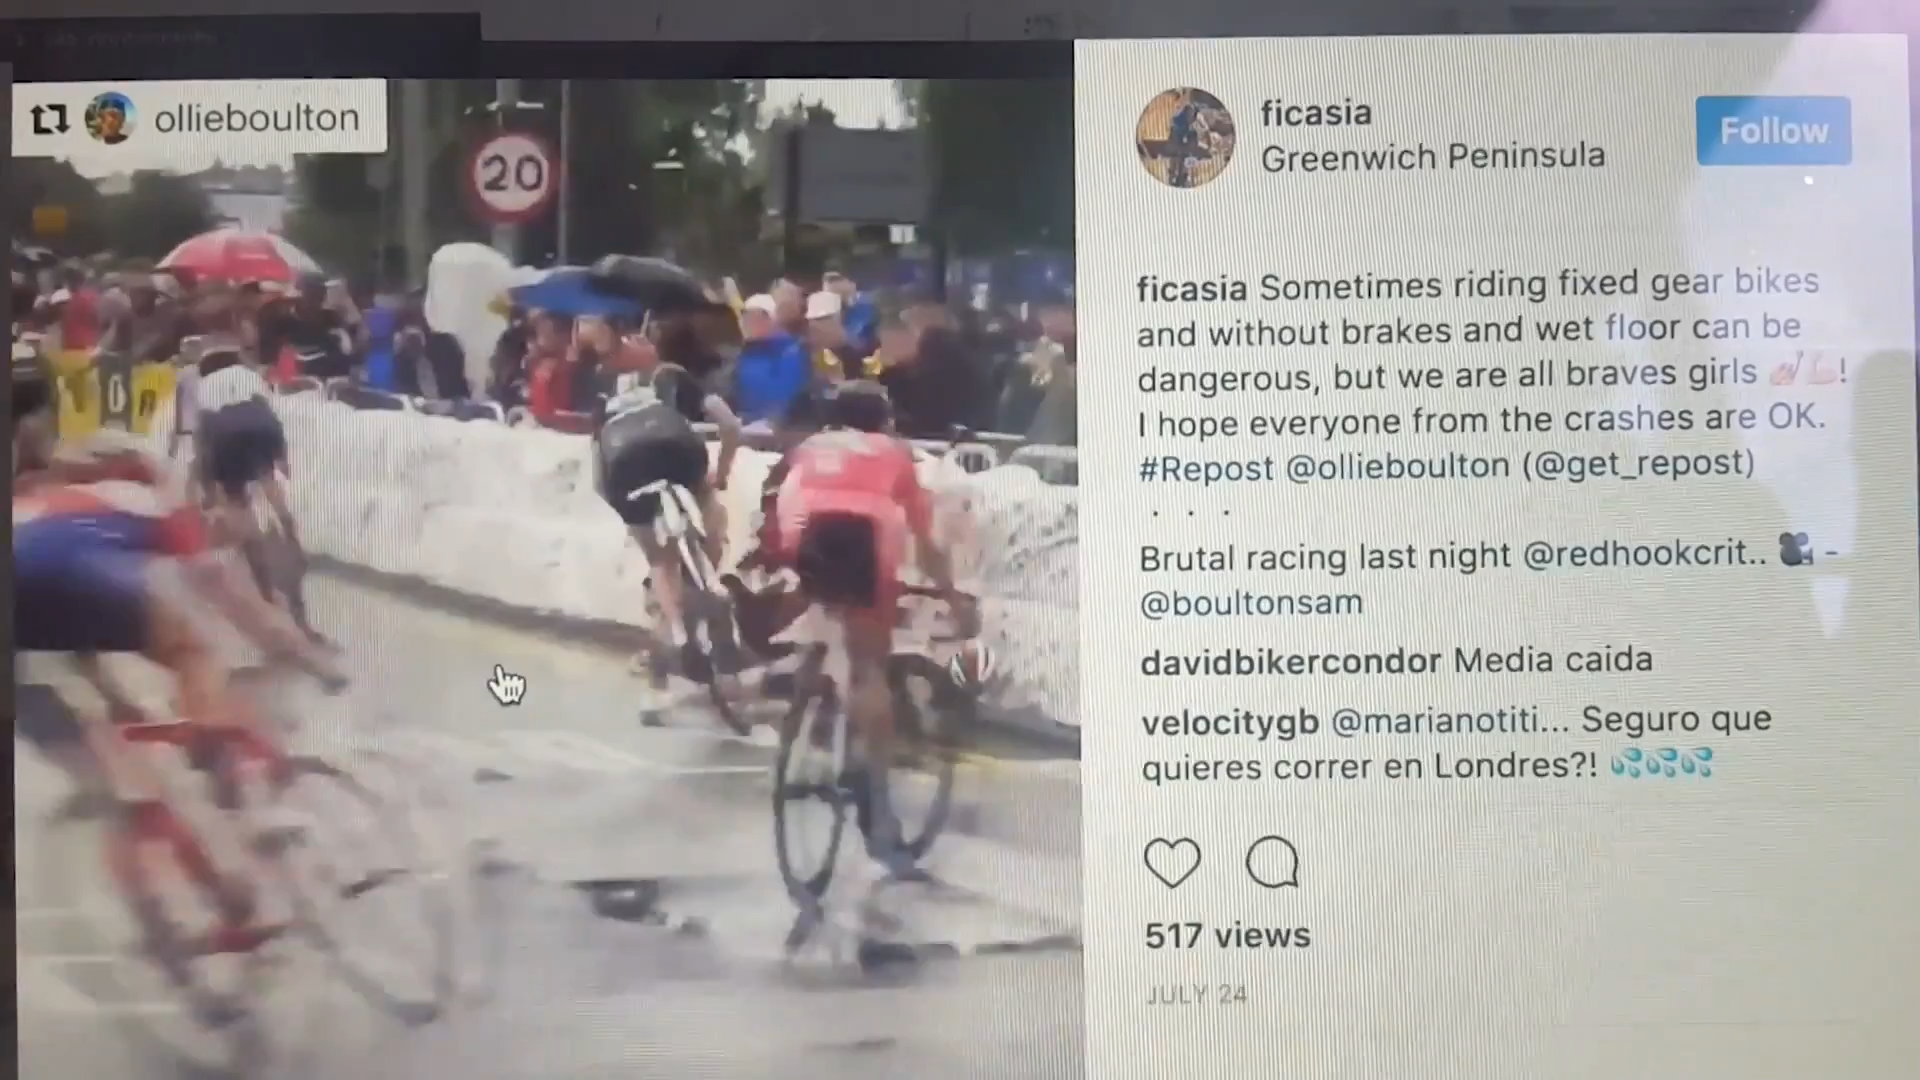 ollieboulton
20
ficasia
Greenwich Peninsula
Follow
ficasia Sometimes riding fixed gear bikes
and without brakes and wet floor can be
dangerous, but we are all braves girls !
I hope everyone from the crashes are OK.
#Repost @ollieboulton (@get_repost)
. . .
Brutal racing last night @redhookcrit.. 🎥 -
@boultonsam
davidbikercondor Media caida
velocitygb @marianotiti... Seguro que
quieres correr en Londres?! 💦💦💦
517 views
JULY 24